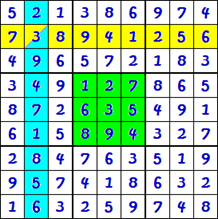 5 2 1 3 8 6 9 7 4
7 3 8 9 4 1 2 5 6
4 9 6 5 7 2 1 8 3
3 4 9 1 2 7 8 6 5
8 7 2 6 3 5 4 9 1
6 1 5 8 9 4 3 2 7
2 8 4 7 6 3 5 1 9
9 5 7 4 1 8 6 3 2
1 6 3 2 5 9 7 4 8